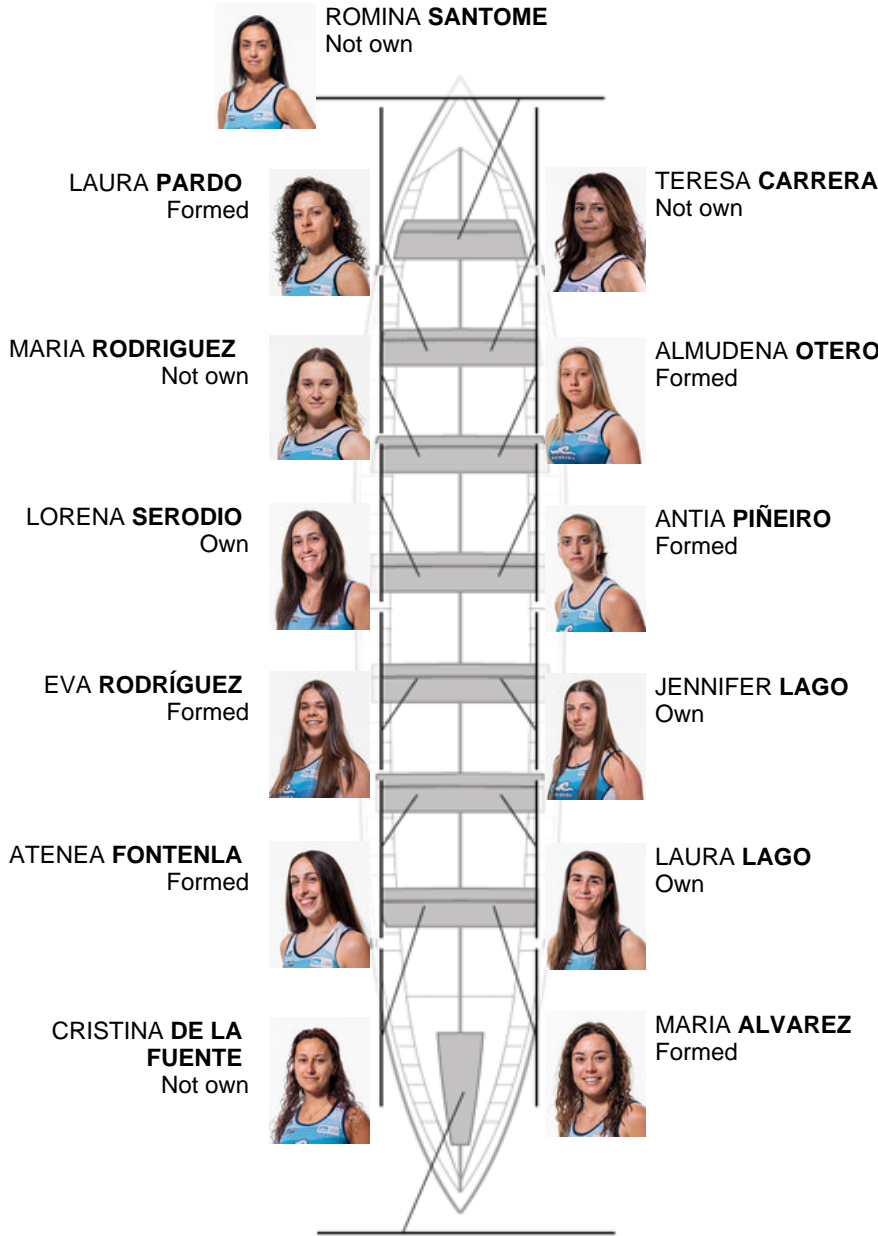 ROMINA SANTOME
Not own
LAURA PARDO
Formed
TERESA CARRERA
Not own
MARIA RODRIGUEZ
Not own
ALMUDENA OTERO
Formed
LORENA SERODIO
Own
ANTIA PIÑEIRO
Formed
EVA RODRÍGUEZ
Formed
JENNIFER LAGO
Own
ATENEA FONTENLA
Formed
LAURA LAGO
Own
CRISTINA DE LA
FUENTE
Not own
MARIA ALVAREZ
Formed